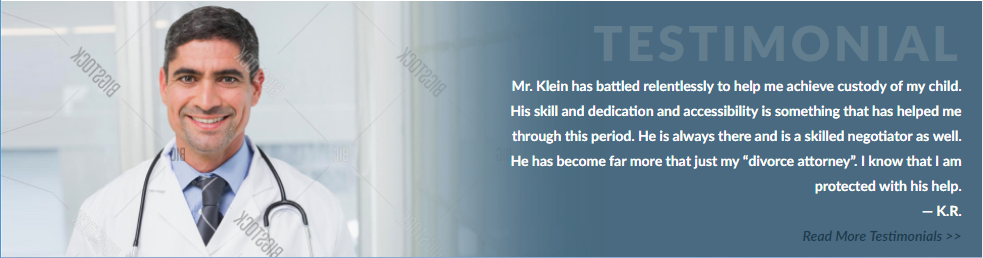 TESTIMONIAL
Mr. Klein has battled relentlessly to help me achieve custody of my child.
His skill and dedication and accessibility is something that has helped me
through this period. He is always there and is a skilled negotiator as well.
He has become far more that just my “divorce attorney”. I know that I am
protected with his help.
— K.R.
Read More Testimonials >>
BIGSTOCK
BIGSTOCK
BIGSTOCK